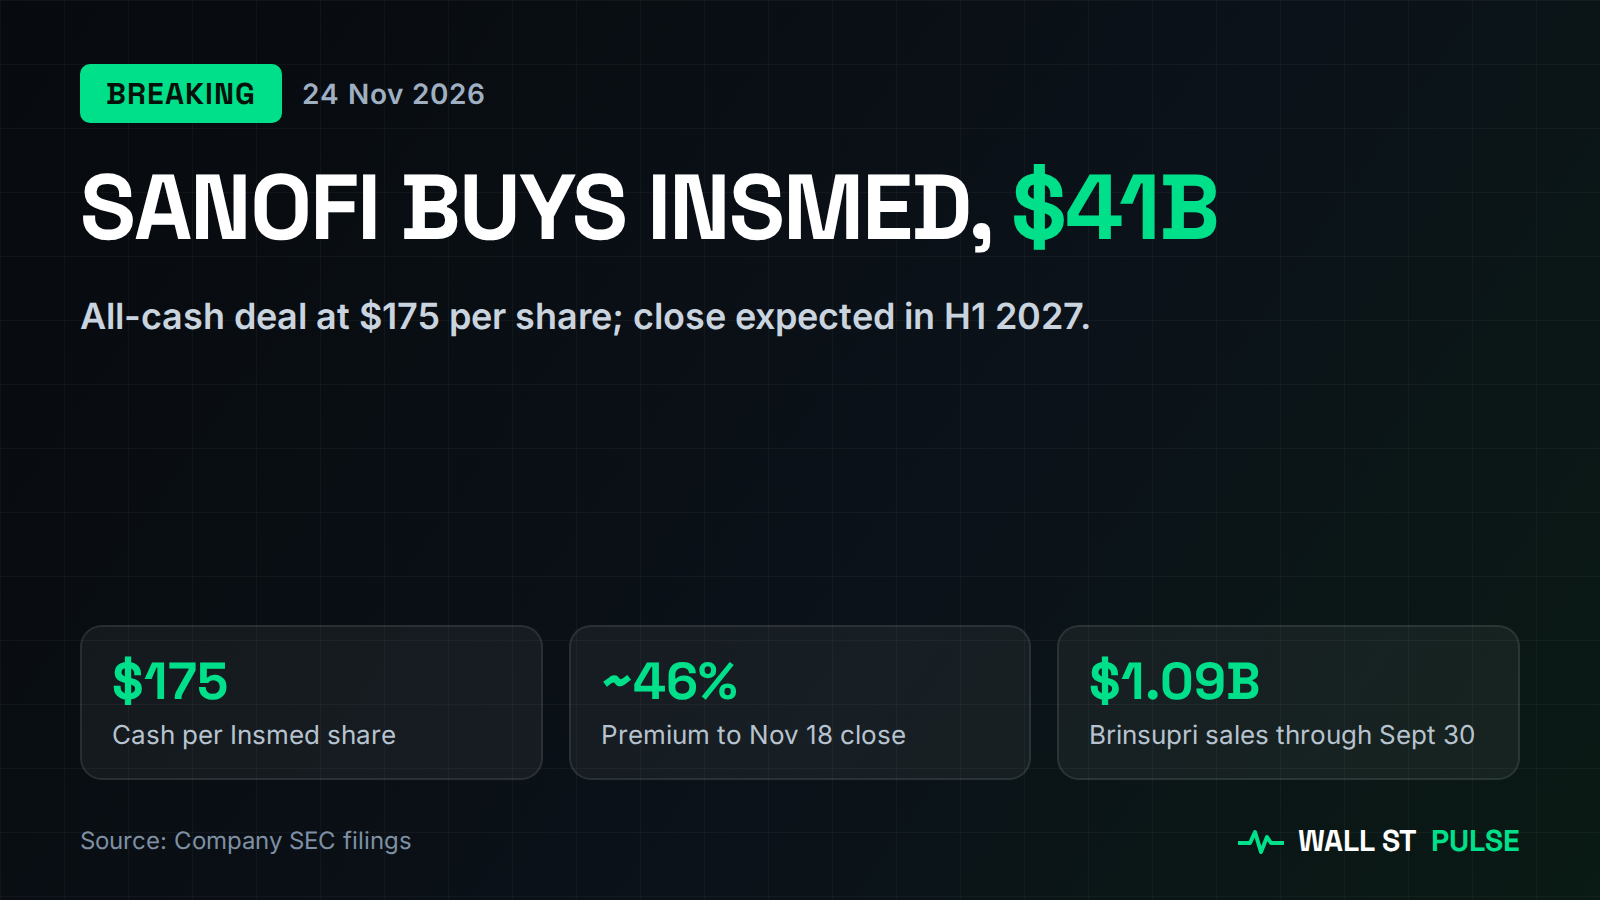 BREAKING 24 Nov 2026
SANOFI BUYS INSMED, $41B
All-cash deal at $175 per share; close expected in H1 2027.
$175
Cash per Insmed share
~46%
Premium to Nov 18 close
$1.09B
Brinsupri sales through Sept 30
Source: Company SEC filings
WALL ST PULSE